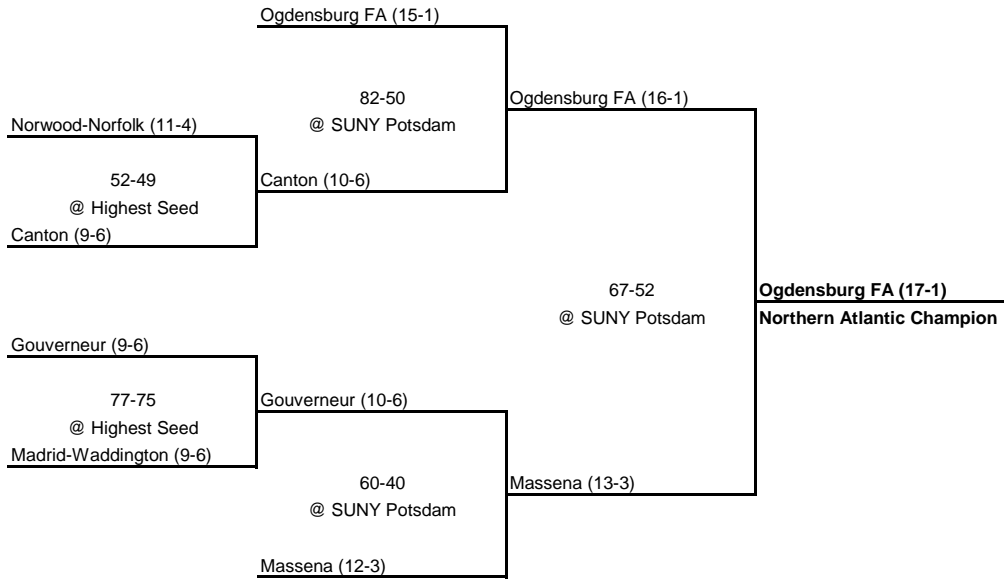 Ogdensburg FA (15-1)
82-50
@ SUNY Potsdam
Ogdensburg FA (16-1)
Norwood-Norfolk (11-4)
52-49
@ Highest Seed
Canton (10-6)
Canton (9-6)
67-52
@ SUNY Potsdam
Ogdensburg FA (17-1)
Northern Atlantic Champion
Gouverneur (9-6)
77-75
@ Highest Seed
Gouverneur (10-6)
Madrid-Waddington (9-6)
60-40
@ SUNY Potsdam
Massena (13-3)
Massena (12-3)